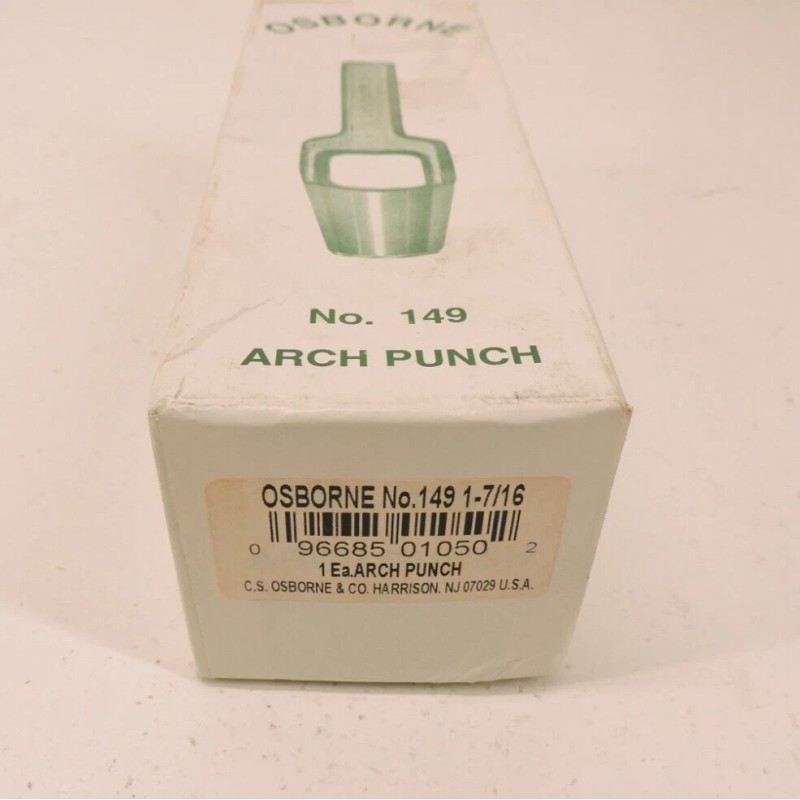 OSBORNE
No. 149
ARCH PUNCH
OSBORNE No.149 1-7/16
0 96685 01050 2
1 Ea.ARCH PUNCH
C.S. OSBORNE & CO. HARRISON. NJ 07029 U.S.A.